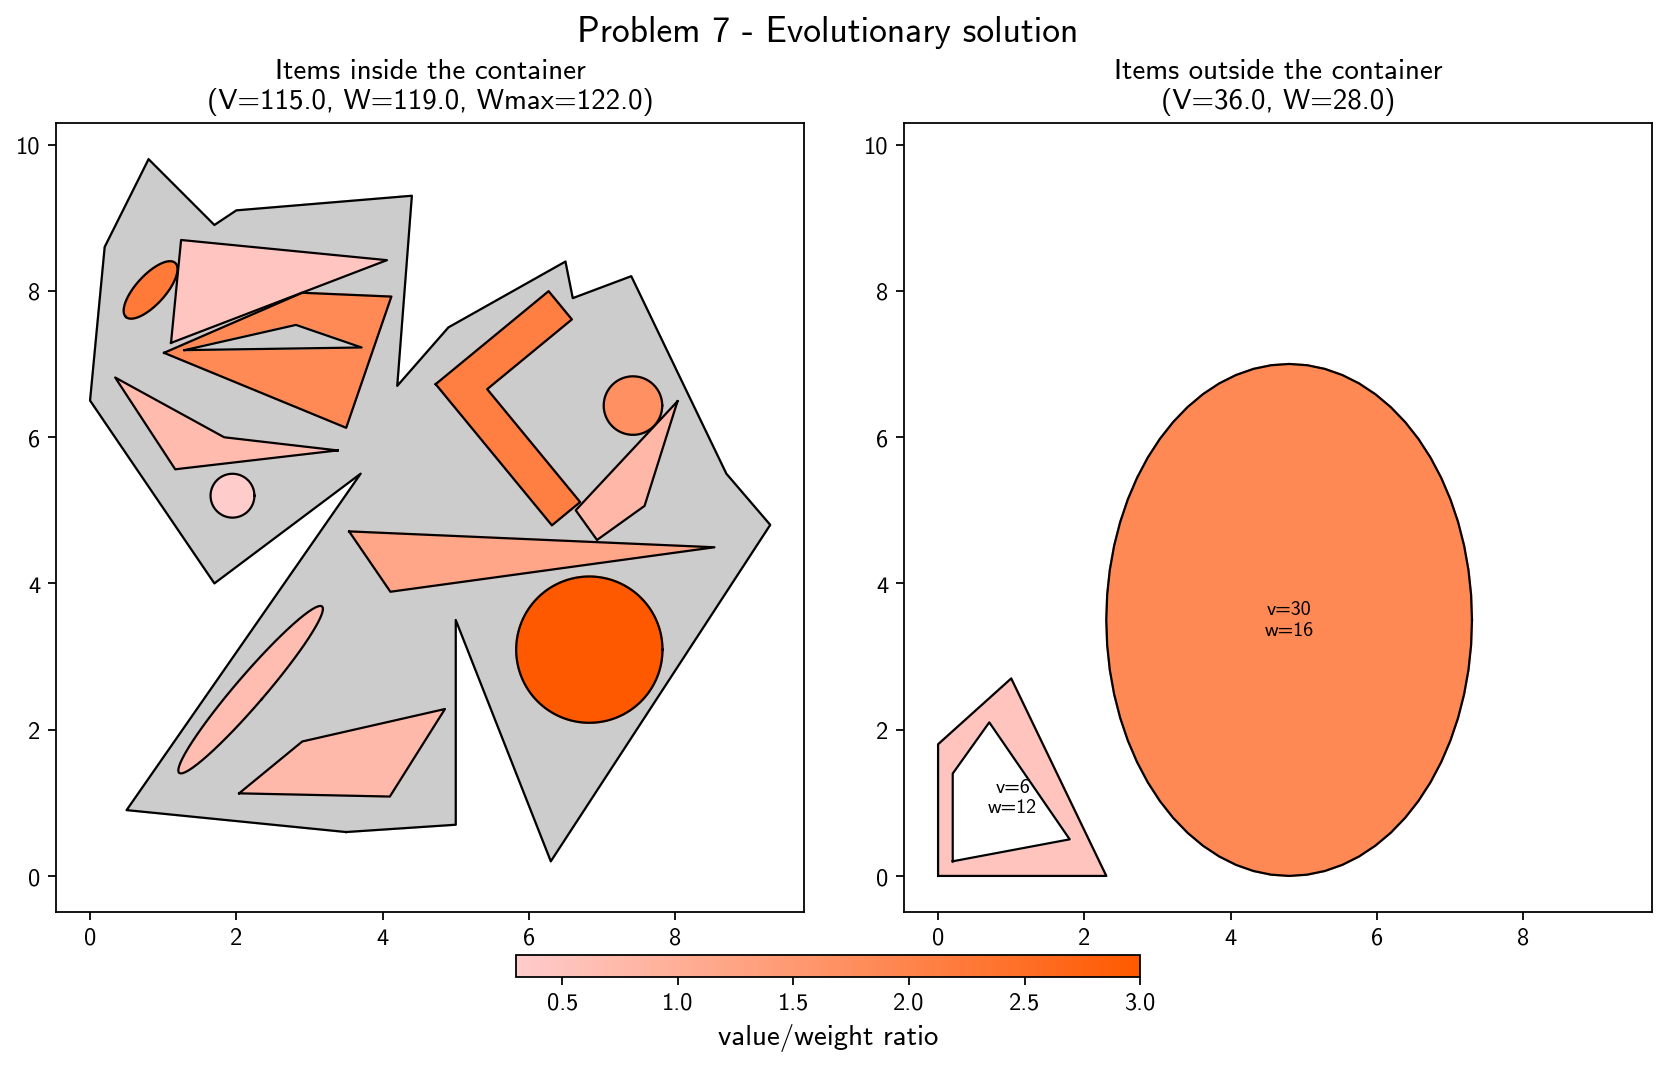 Problem 7 - Evolutionary solution
Items inside the container
(V=115.0, W=119.0, Wmax=122.0)
10
8
6
4
2
0
0 2 4 6 8
Items outside the container
(V=36.0, W=28.0)
10
8
6
4
2
0
v=30
w=16
v=6
w=12
0 2 4 6 8
0.5 1.0 1.5 2.0 2.5 3.0
value/weight ratio